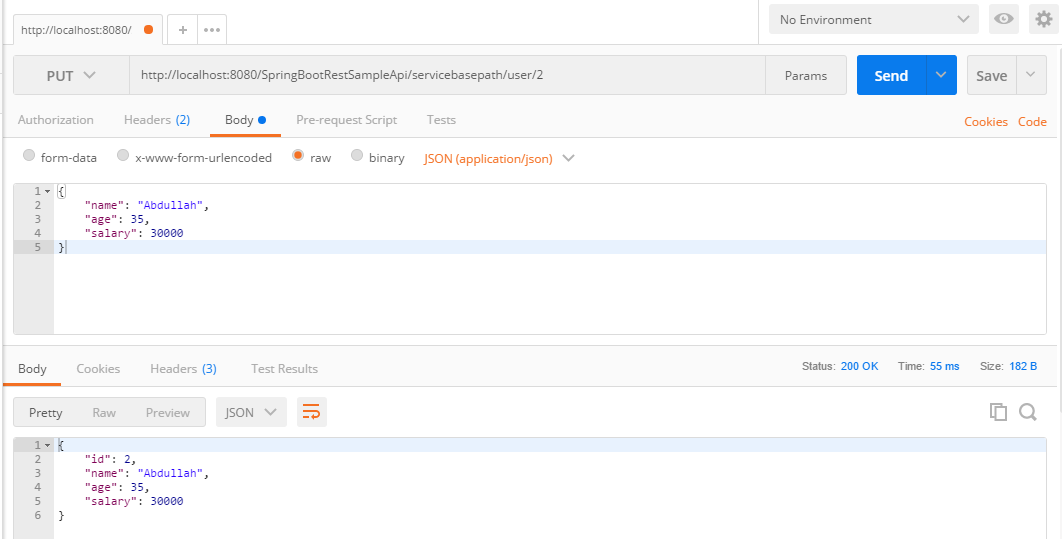 http://localhost:8080/ + ••• No Environment
PUT http://localhost:8080/SpringBootRestSampleApi/servicebasepath/user/2 Params Send Save
Authorization Headers (2) Body Pre-request Script Tests Cookies Code
form-data x-www-form-urlencoded raw binary JSON (application/json)
1 {
2 "name": "Abdullah",
3 "age": 35,
4 "salary": 30000
5 }
Body Cookies Headers (3) Test Results Status: 200 OK Time: 55 ms Size: 182 B
Pretty Raw Preview JSON
1 {
2 "id": 2,
3 "name": "Abdullah",
4 "age": 35,
5 "salary": 30000
6 }